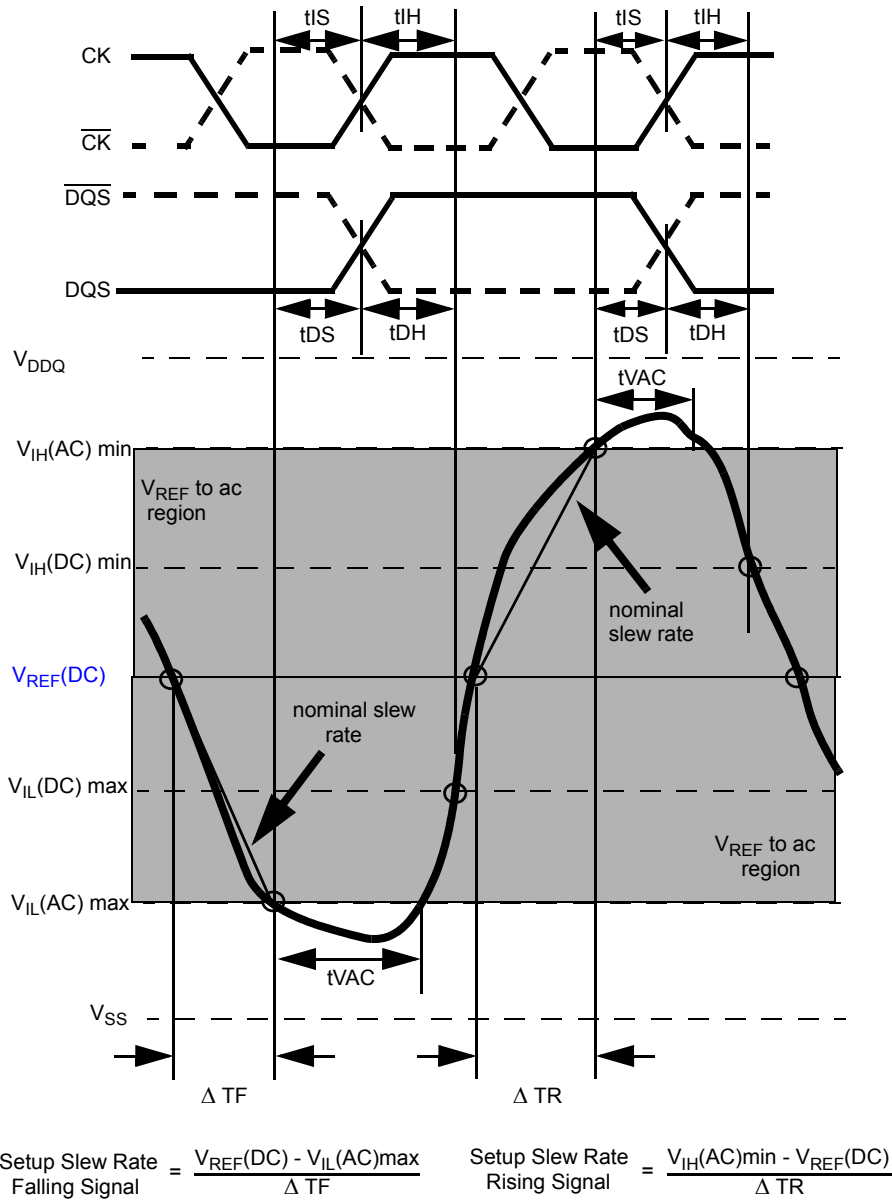 tIS tIH tIS tIH
CK
CK
DQS
DQS
tDS tDH tDS tDH
VDDQ
tVAC
VIH(AC) min
VREF to ac
region
VIH(DC) min
nominal
slew rate
VREF(DC)
nominal slew
rate
VIL(DC) max
VREF to ac
region
VIL(AC) max
tVAC
VSS
Δ TF Δ TR
Setup Slew Rate
Falling Signal
=
VREF(DC) - VIL(AC)max
Δ TF
Setup Slew Rate
Rising Signal
=
VIH(AC)min - VREF(DC)
Δ TR